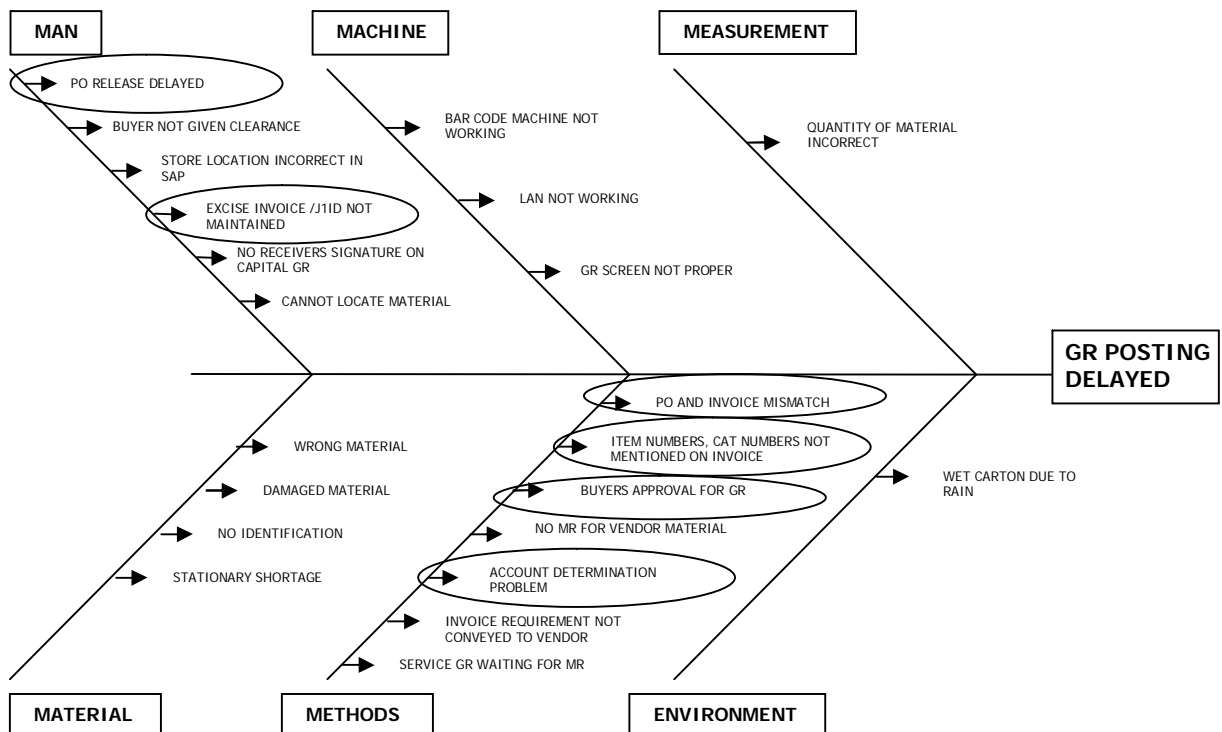 MAN
MACHINE
MEASUREMENT
PO RELEASE DELAYED
BUYER NOT GIVEN CLEARANCE
STORE LOCATION INCORRECT IN
SAP
EXCISE INVOICE /J1ID NOT
MAINTAINED
NO RECEIVERS SIGNATURE ON
CAPITAL GR
CANNOT LOCATE MATERIAL
BAR CODE MACHINE NOT
WORKING
LAN NOT WORKING
GR SCREEN NOT PROPER
QUANTITY OF MATERIAL
INCORRECT
GR POSTING
DELAYED
WRONG MATERIAL
DAMAGED MATERIAL
NO IDENTIFICATION
STATIONARY SHORTAGE
PO AND INVOICE MISMATCH
ITEM NUMBERS, CAT NUMBERS NOT
MENTIONED ON INVOICE
BUYERS APPROVAL FOR GR
NO MR FOR VENDOR MATERIAL
ACCOUNT DETERMINATION
PROBLEM
INVOICE REQUIREMENT NOT
CONVEYED TO VENDOR
SERVICE GR WAITING FOR MR
WET CARTON DUE TO
RAIN
MATERIAL
METHODS
ENVIRONMENT